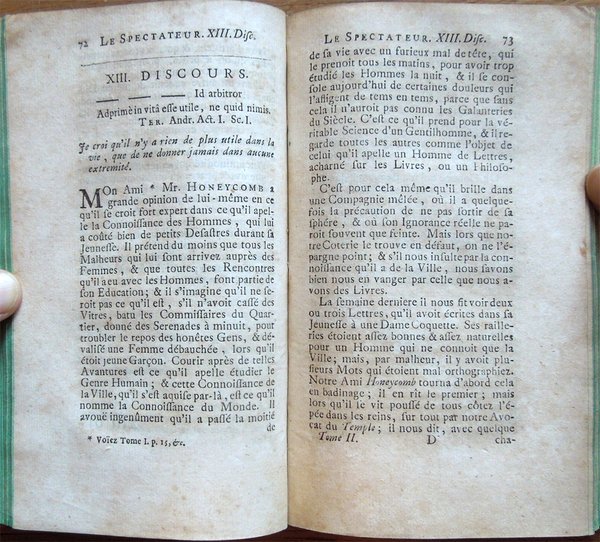 72 LE SPECTATEUR. XIII. Disc.
XIII. DISCOURS.
Id arbitror
Adprimè in vitâ esse utile, ne quid nimis.
TER. Andr. Act. I. Sc. I.
Je croi qu'il n'y a rien de plus utile dans la
vie, que de ne donner jamais dans aucune
extremité.
MOn Ami * Mr. HONEYCOMB a
grande opinion de lui-même en ce
qu'il se croit fort expert dans ce qu'il apel-
le la Connoissance des Hommes, qui lui
a coûté bien de petits Desastres durant sa
Jeunesse. Il prétend du moins que tous les
Malheurs qui lui sont arrivez auprès des
Femmes, & que toutes les Rencontres
qu'il a eu avec les Hommes, font partie de
son Education; & il s'imagine qu'il ne se-
roit pas ce qu'il est, s'il n'avoit cassé des
Vitres, batu les Commissaires du Quar-
tier, donné des Serenades à minuit, pour
troubler le repos des honêtes Gens, & dé-
valisé une Femme débauchée, lors qu'il
étoit jeune Garçon. Courir après de telles
Avantures est ce qu'il apelle étudier le
Genre Humain; & cette Connoissance de
la Ville, qu'il s'est aquise par-là, est ce qu'il
nomme la Connoissance du Monde. Il
avouë ingenûment qu'il a passé la moitié
de
* Voiez Tome I. p. 15, &c.
LE SPECTATEUR. XIII. Disc. 73
de sa vie avec un furieux mal de tête, qui
le prenoit tous les matins, pour avoir trop
étudié les Hommes la nuit, & il se con-
sole aujourd'hui de certaines douleurs qui
l'afligent de tems en tems, parce que sans
cela il n'auroit pas connu les Galanteries
du Siècle. C'est ce qu'il prend pour la vé-
ritable Science d'un Gentilhomme, & il re-
garde toutes les autres comme l'objet de
celui qu'il apelle un Homme de Lettres,
acharné sur les Livres, ou un Philoso-
phe.
C'est pour cela même qu'il brille dans
une Compagnie mêlée, où il a quelque-
fois la précaution de ne pas sortir de sa
sphére, & où son Ignorance réelle ne pa-
roit souvent que feinte. Mais lors que no-
tre Coterie le trouve en défaut, on ne l'é-
pargne point; & s'il nous insulte par la con-
noissance qu'il a de la Ville, nous savons
bien nous en vanger par celle que nous a-
vons des Livres.
La semaine derniere il nous fit voir deux
ou trois Lettres, qu'il avoit écrites dans sa
Jeunesse à une Dame Coquette. Ses raille-
ries étoient assez bonnes & assez naturelles
pour un Homme qui ne connoit que la
Ville; mais, par malheur, il y avoit plu-
sieurs Mots qui étoient mal orthographiez.
Notre Ami Honeycomb tourna d'abord cela
en badinage; il en rit le premier; mais
lors qu'il se vit poussé de tous côtez l'é-
pée dans les reins, sur tout par notre Avo-
cat du Temple; il nous dit, avec quelque
Tome II. D cha-